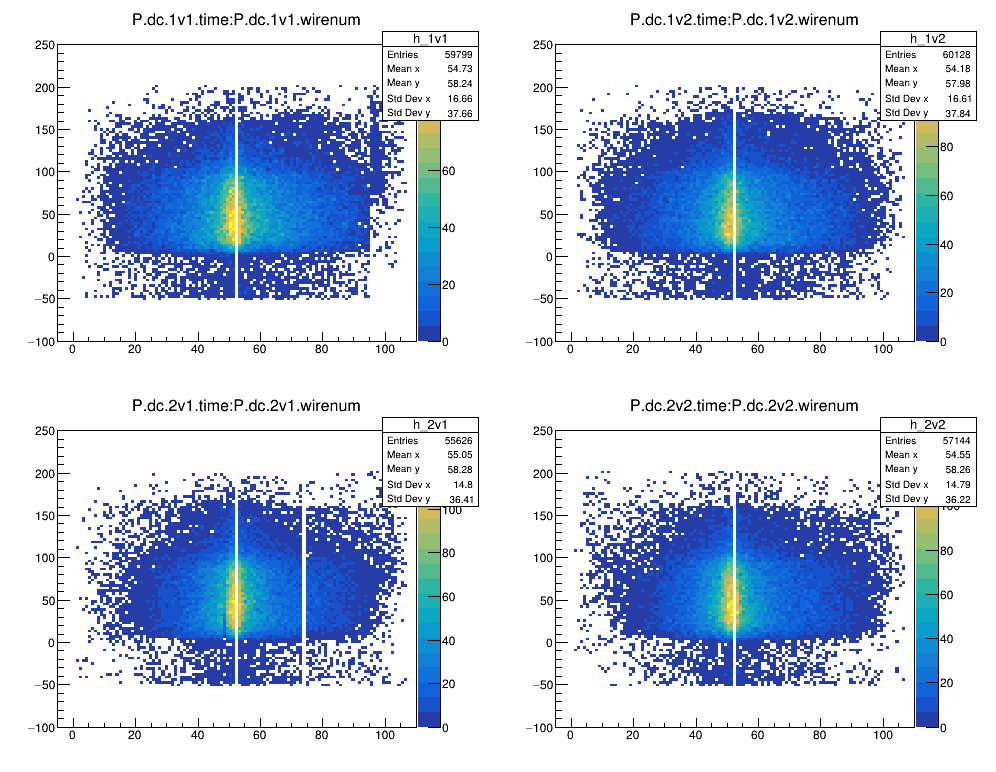 P.dc.1v1.time:P.dc.1v1.wirenum
h_1v1
Entries 59799
Mean x 54.73
Mean y 58.24
Std Dev x 16.66
Std Dev y 37.66
250
200
150
100
50
0
−50
−100
0 20 40 60 80 100
60
40
20
0
P.dc.1v2.time:P.dc.1v2.wirenum
h_1v2
Entries 60128
Mean x 54.18
Mean y 57.98
Std Dev x 16.61
Std Dev y 37.84
250
200
150
100
50
0
−50
−100
0 20 40 60 80 100
80
60
40
20
0
P.dc.2v1.time:P.dc.2v1.wirenum
h_2v1
Entries 55626
Mean x 55.05
Mean y 58.28
Std Dev x 14.8
Std Dev y 36.41
250
200
150
100
50
0
−50
−100
0 20 40 60 80 100
100
80
60
40
20
0
P.dc.2v2.time:P.dc.2v2.wirenum
h_2v2
Entries 57144
Mean x 54.55
Mean y 58.26
Std Dev x 14.79
Std Dev y 36.22
250
200
150
100
50
0
−50
−100
0 20 40 60 80 100
100
80
60
40
20
0